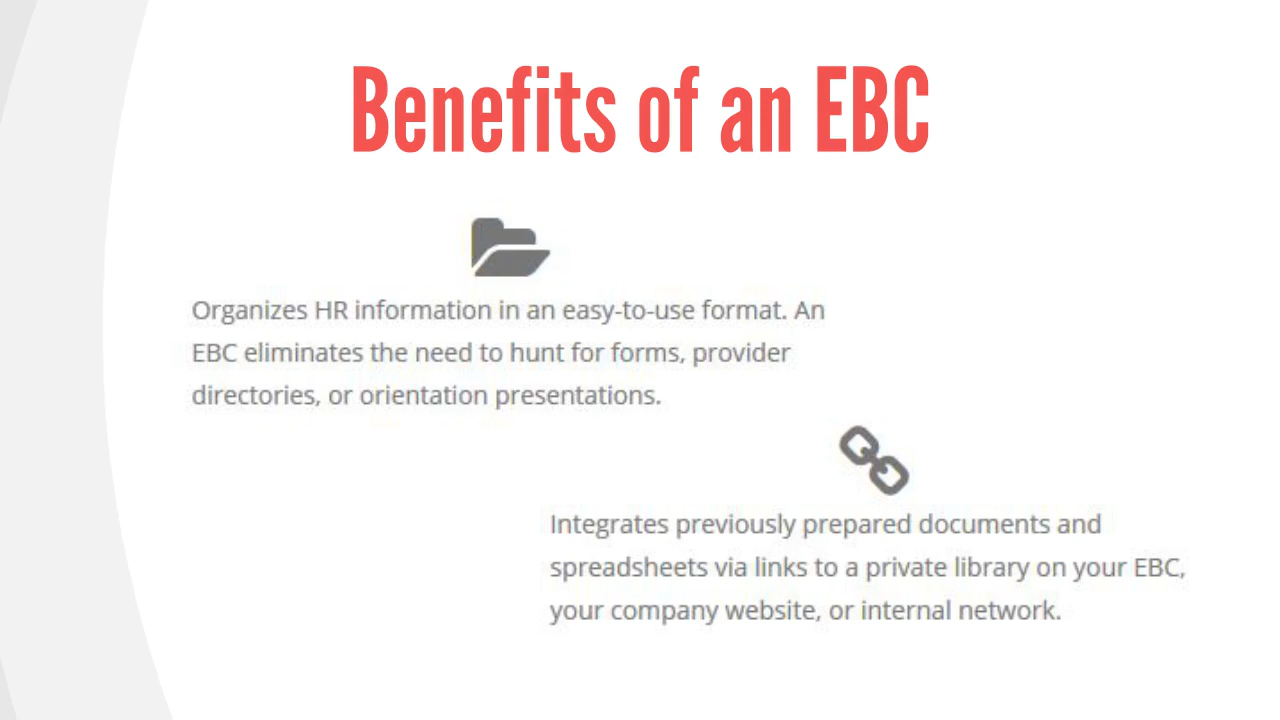 Benefits of an EBC
Organizes HR information in an easy-to-use format. An
EBC eliminates the need to hunt for forms, provider
directories, or orientation presentations.
Integrates previously prepared documents and
spreadsheets via links to a private library on your EBC,
your company website, or internal network.